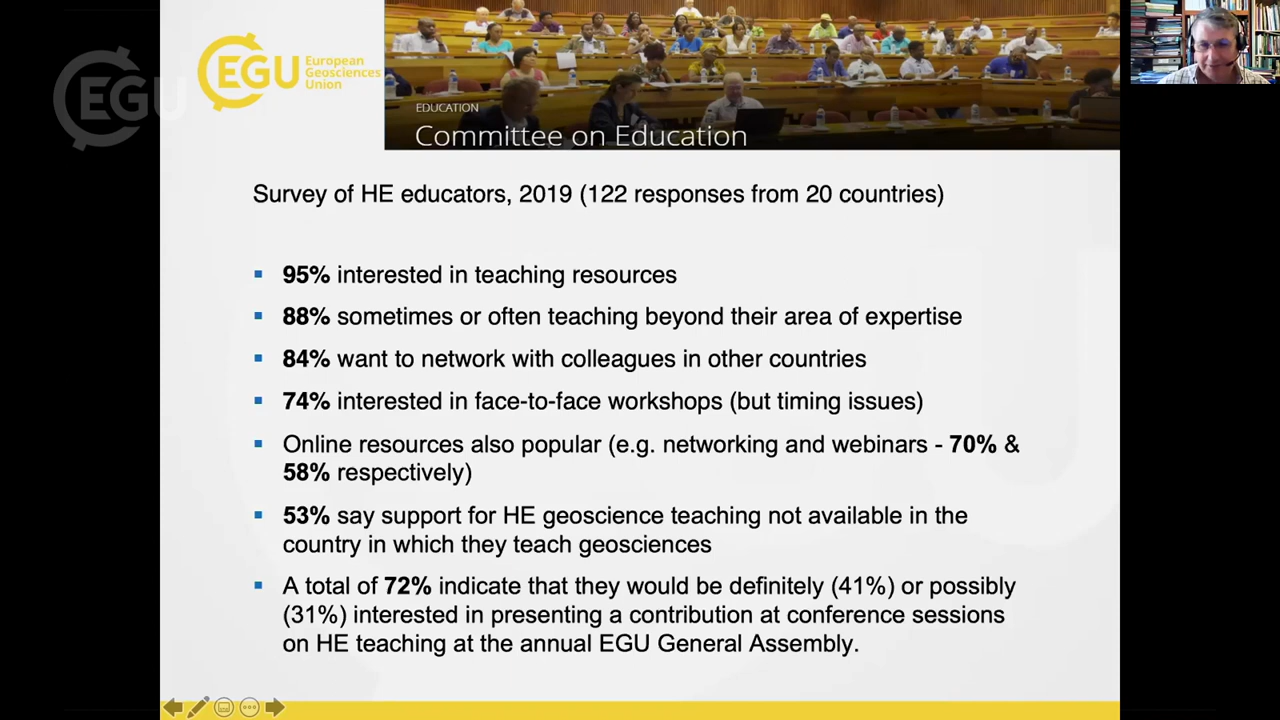 EGU
EGU
European
Geosciences
Union
EDUCATION
Committee on Education
Survey of HE educators, 2019 (122 responses from 20 countries)
95% interested in teaching resources
88% sometimes or often teaching beyond their area of expertise
84% want to network with colleagues in other countries
74% interested in face-to-face workshops (but timing issues)
Online resources also popular (e.g. networking and webinars - 70% &
58% respectively)
53% say support for HE geoscience teaching not available in the
country in which they teach geosciences
A total of 72% indicate that they would be definitely (41%) or possibly
(31%) interested in presenting a contribution at conference sessions
on HE teaching at the annual EGU General Assembly.